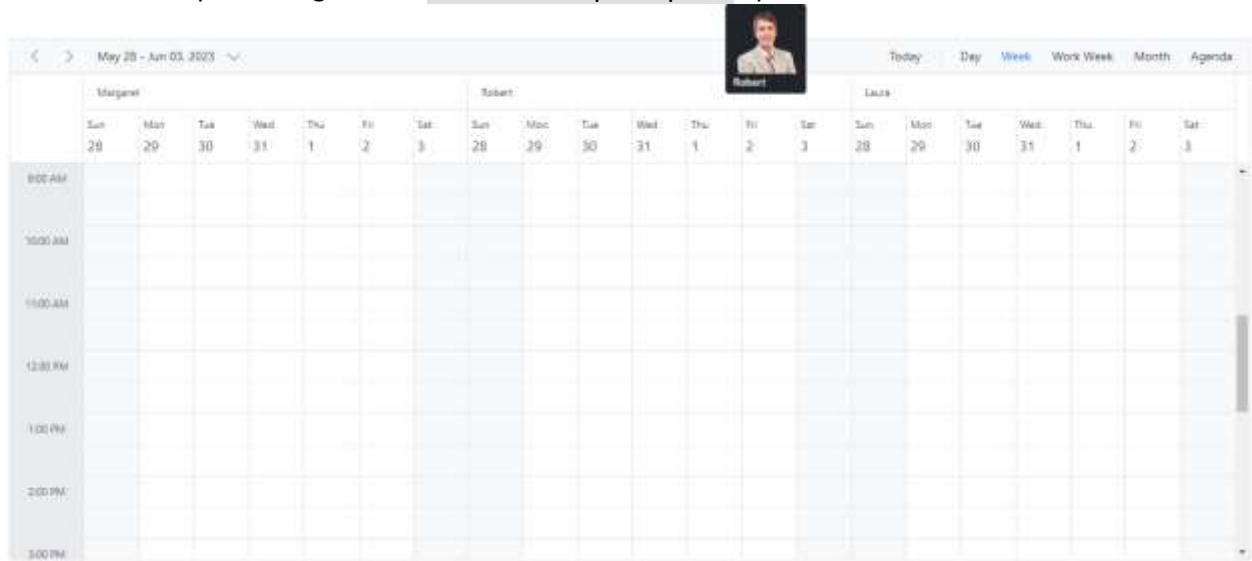 May 28 - Jun 03, 2023
Today Day Week Work Week Month Agenda
Robert
Margaret Robert Laura
Sun Mon Tue Wed Thu Fri Sat Sun Mon Tue Wed Thu Fri Sat Sun Mon Tue Wed Thu Fri Sat
28 29 30 31 1 2 3 28 29 30 31 1 2 3 28 29 30 31 1 2 3
9:00 AM
10:00 AM
11:00 AM
12:00 PM
1:00 PM
2:00 PM
3:00 PM